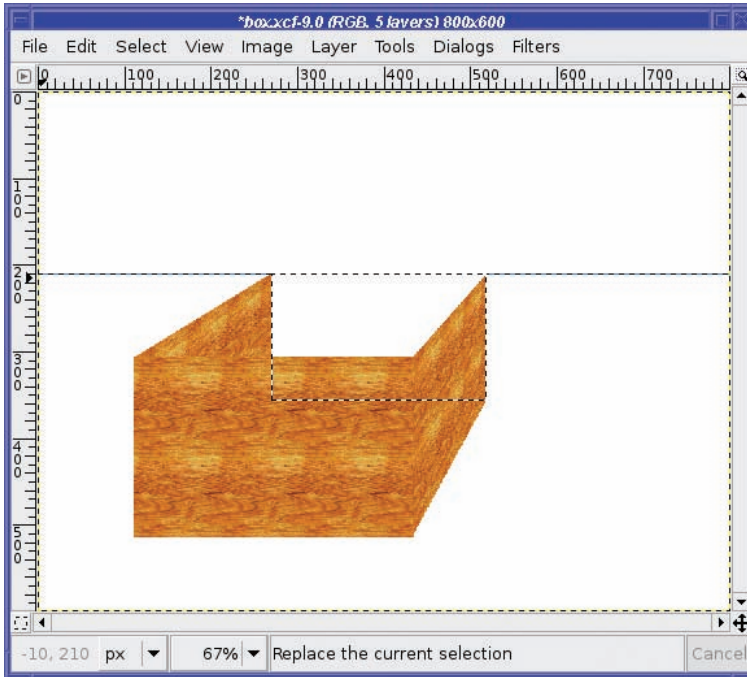 *box.xcf-9.0 (RGB, 5 layers) 800x600
File Edit Select View Image Layer Tools Dialogs Filters
0 100 200 300 400 500 600 700
0
100
200
300
400
500
-10, 210 px 67% Replace the current selection Cancel